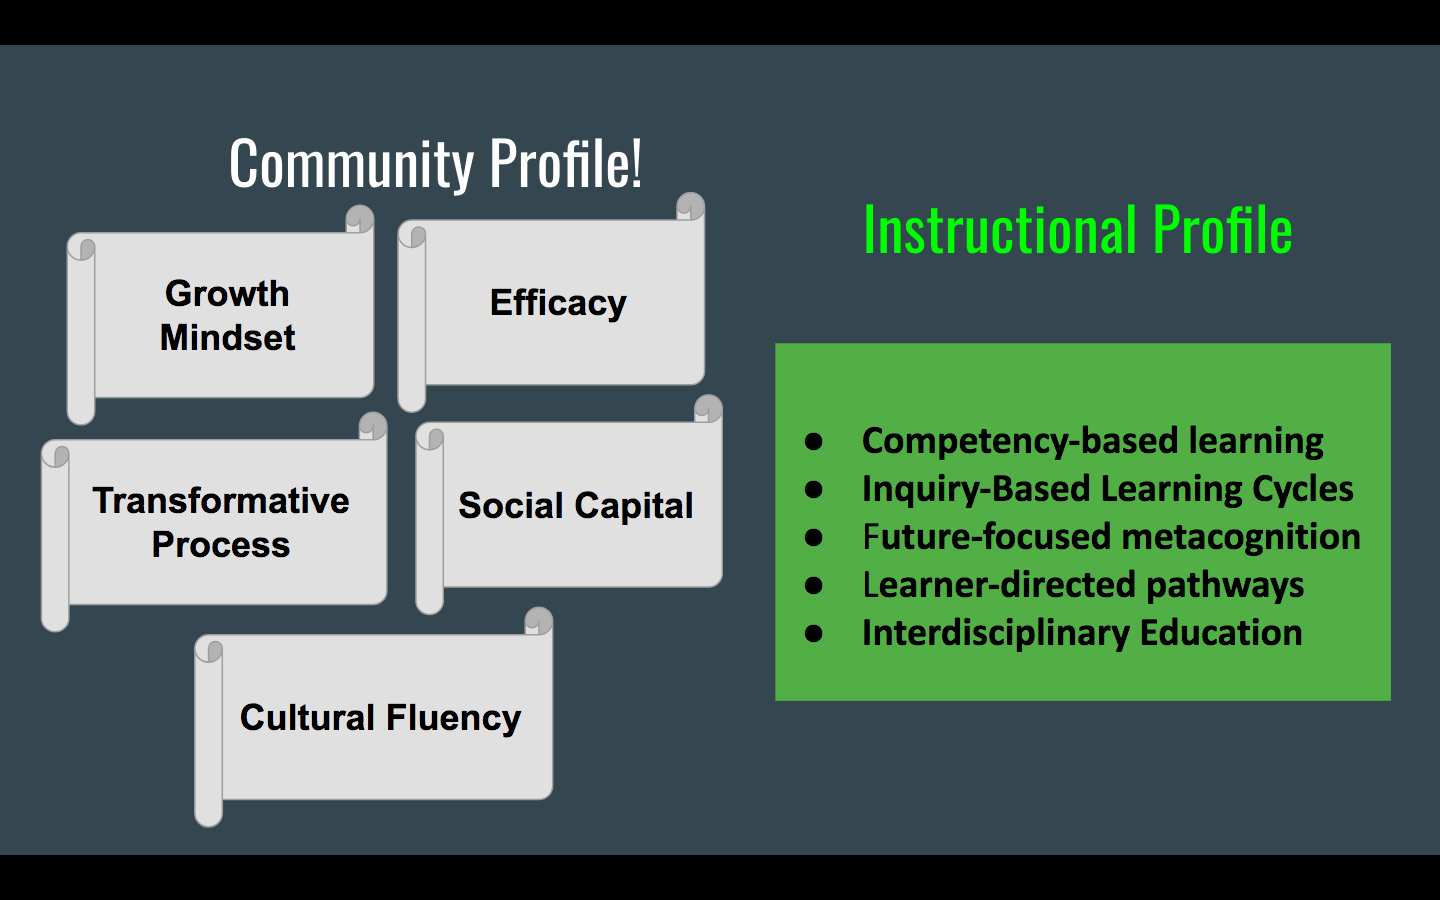 Community Profile!
Growth
Mindset
Efficacy
Transformative
Process
Social Capital
Cultural Fluency
Instructional Profile
● Competency-based learning
● Inquiry-Based Learning Cycles
● Future-focused metacognition
● Learner-directed pathways
● Interdisciplinary Education